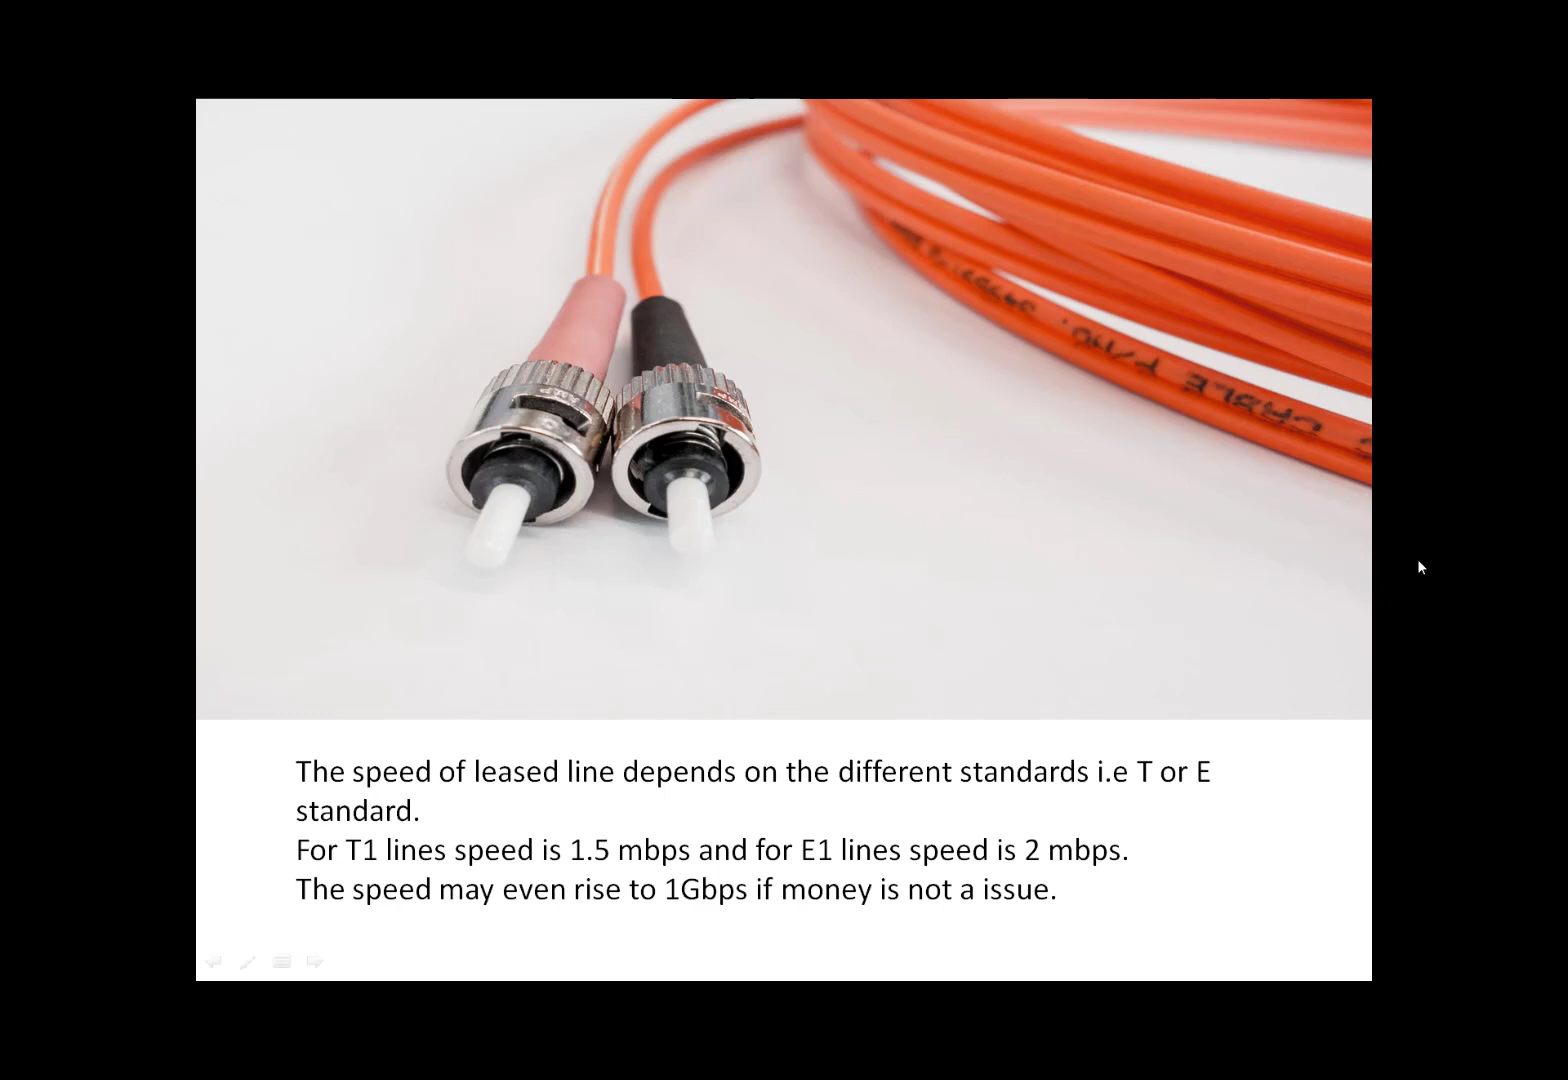 CABLE P/NO.
The speed of leased line depends on the different standards i.e T or E
standard.
For T1 lines speed is 1.5 mbps and for E1 lines speed is 2 mbps.
The speed may even rise to 1Gbps if money is not a issue.